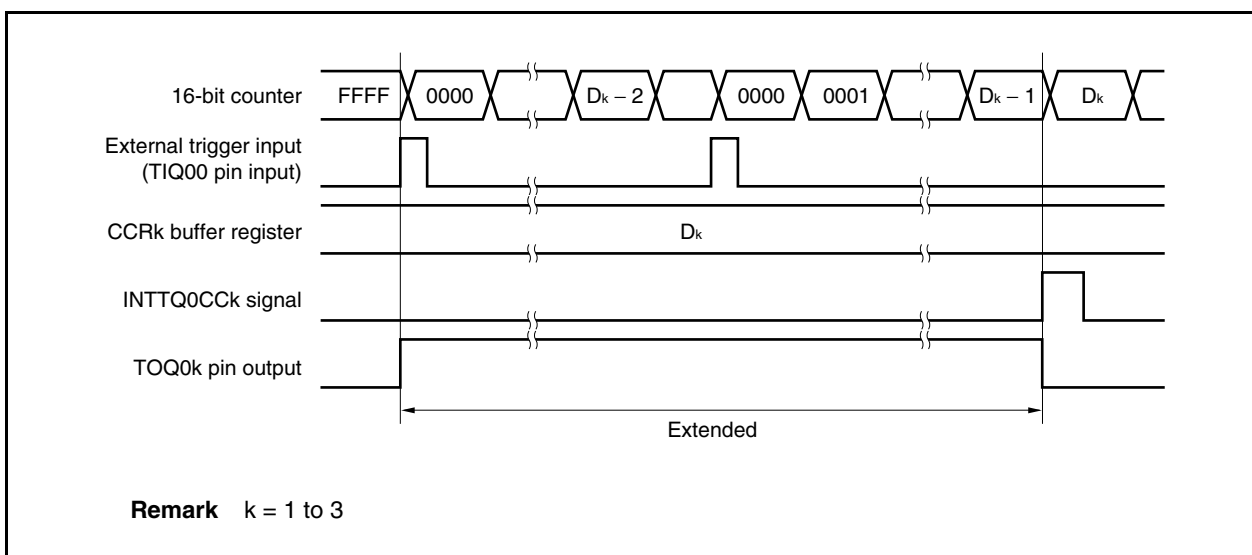 16-bit counter FFFF 0000 Dk − 2 0000 0001 Dk − 1 Dk
External trigger input
(TIQ00 pin input)
CCRk buffer register Dk
INTTQ0CCk signal
TOQ0k pin output
Extended
Remark k = 1 to 3